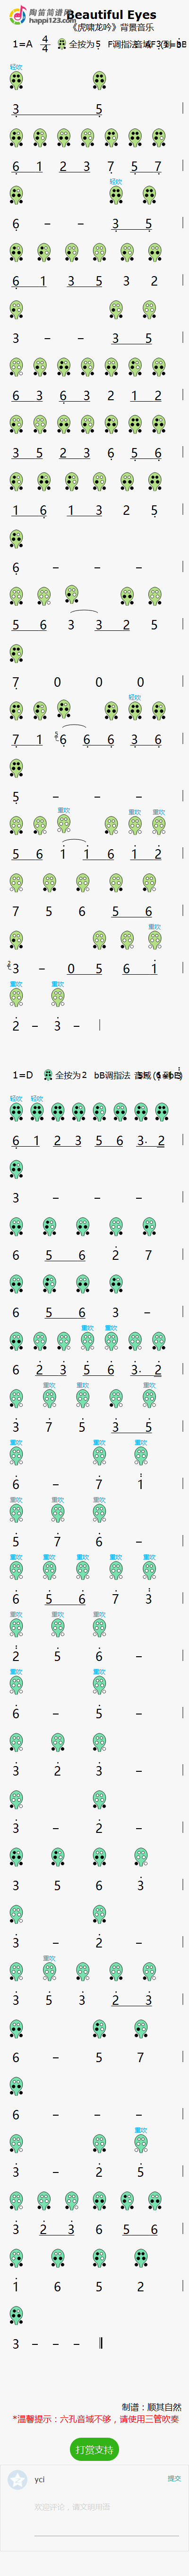 陶笛简谱网
happi123.com
Beautiful Eyes
《虎啸龙吟》背景音乐
1=A 4/4 全按为5 F调指法
轻吹
3 5
6 1 2 3 7 5 7
轻吹
6 – – 3 5
6 1 3 5 5 3 2
3 – – 3 5
6 3 6 3 2 1 2
3 5 2 3 6 5 6
1 6 1 3 2 5
6 – – –
5 6 3 3 2 5
7 0 0 0
轻吹
7 1 6 6 6 3 6
5 – – –
重吹 重吹 重吹
5 6 1 1 6 1 2
7 5 6 5 6
重吹
3 – 0 5 6 1
重吹 重吹
2 – 3 –
1=D 全按为2 bB调指法
轻吹 轻吹
6 1 2 3 5 6 3· 2
3 – – –
6 5 6 2 7
6 5 6 3 –
重吹 重吹
6 2 3 5 6 3· 2
重吹 重吹 重吹
3 7 5 3 5
重吹 重吹 重吹
6 – 7 1
重吹 重吹 重吹
5 7 6 –
重吹 重吹 重吹 重吹 重吹
6 5 6 7 3
重吹 重吹 重吹
2 5 6 –
重吹 重吹
6 – 5 –
3 2 3 –
3 – 2 –
3 5 6 3
3 – 2 –
重吹
3 5 3 2 3
6 – 5 7
6 – – –
重吹
3 – 2 5
3 2 3 6 5 6
1 6 5 2
3 – – –
制谱：顺其自然
*温馨提示：六孔音域不够，请使用三管吹奏
打赏支持
yci 提交
欢迎评论，请文明用语